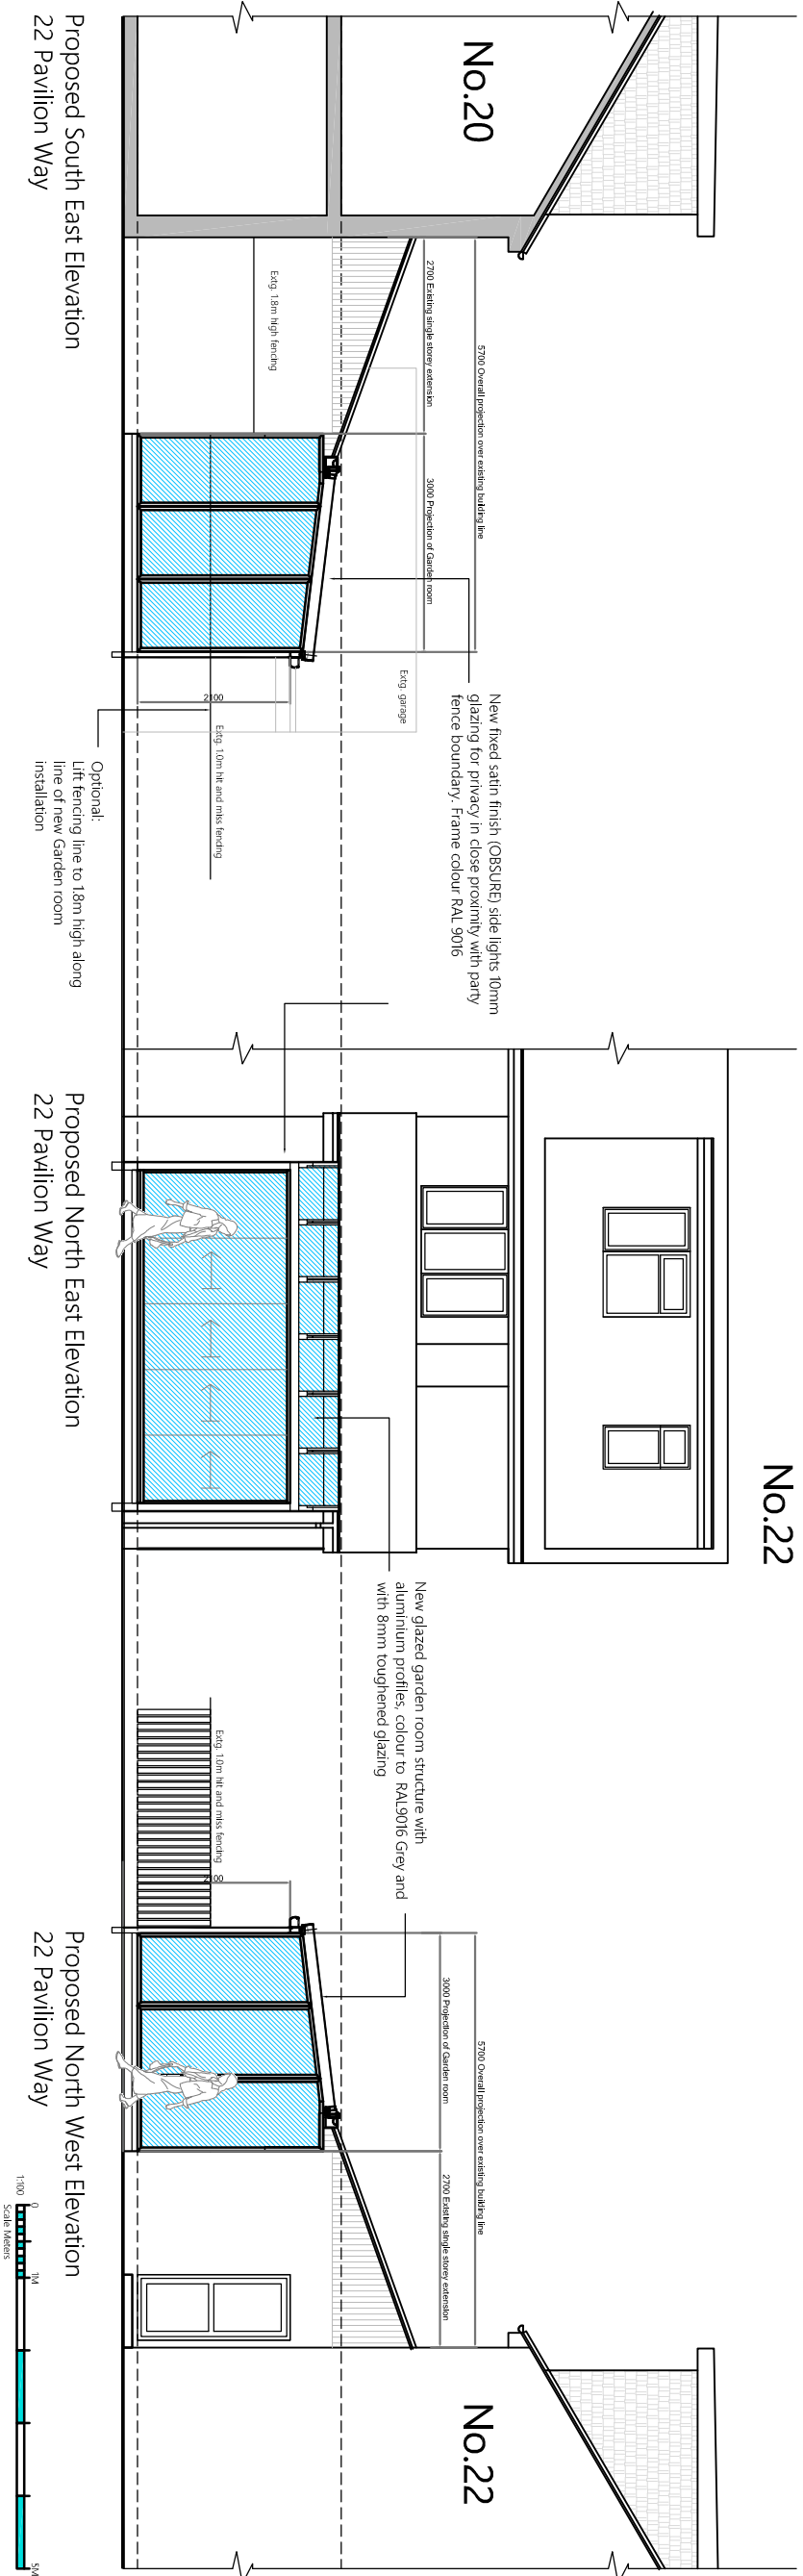 No.20
2700 Existing single storey extension
5700 Overall projection over existing building line
3000 Projection of Garden room
Extg. 1.8m high fencing
Extg. garage
2100
Extg. 1.0m hit and miss fencing
New fixed satin finish (OBSURE) side lights 10mm
glazing for privacy in close proximity with party
fence boundary. Frame colour RAL 9016
Optional:
Lift fencing line to 1.8m high along
line of new Garden room
installation
Proposed South East Elevation
22 Pavilion Way
No.22
New glazed garden room structure with
aluminium profiles, colour to RAL9016 Grey and
with 8mm toughened glazing
Proposed North East Elevation
22 Pavilion Way
No.22
5700 Overall projection over existing building line
3000 Projection of Garden room
2700 Existing single storey extension
Extg. 1.0m hit and miss fencing
2100
Proposed North West Elevation
22 Pavilion Way
1:100
0
1M
5M
Scale Meters